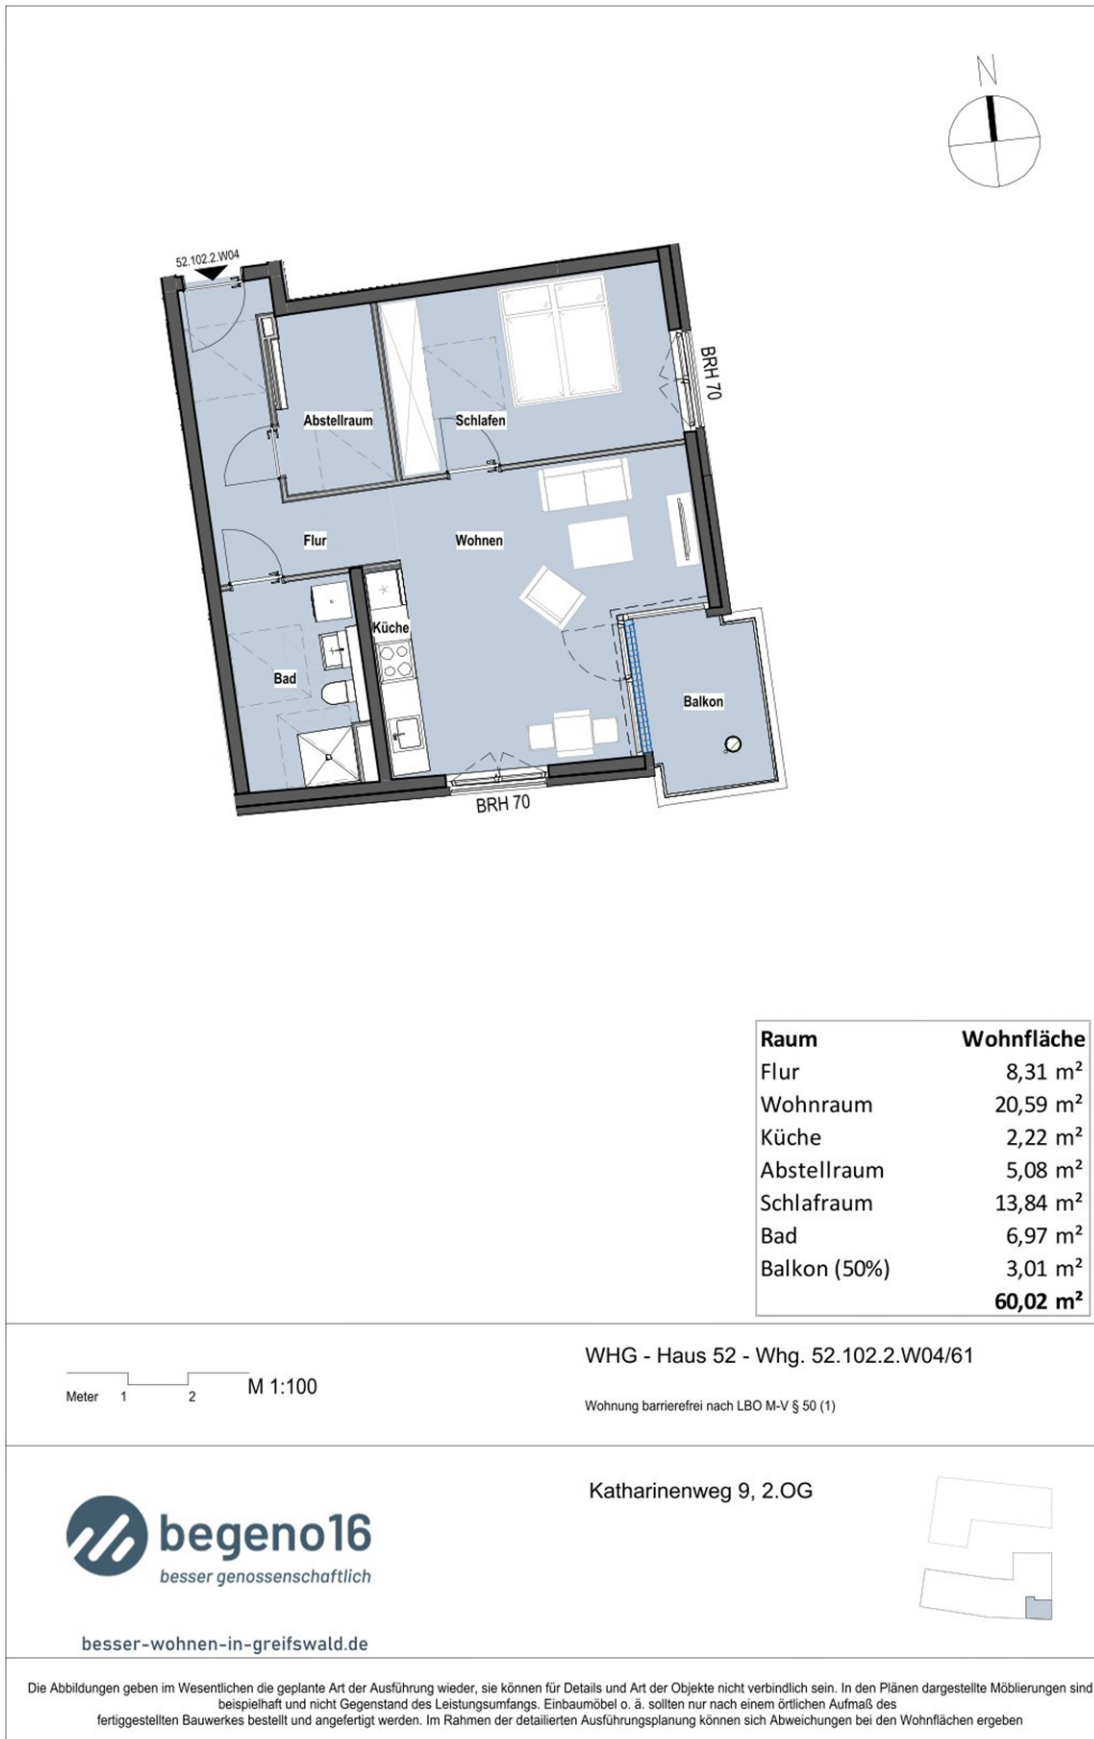 N
52.102.2.W04
BRH 70
Abstellraum
Schlafen
Flur
Wohnen
Küche
Bad
Balkon
BRH 70
Raum Wohnfläche
Flur 8,31 m²
Wohnraum 20,59 m²
Küche 2,22 m²
Abstellraum 5,08 m²
Schlafraum 13,84 m²
Bad 6,97 m²
Balkon (50%) 3,01 m²
60,02 m²
WHG - Haus 52 - Whg. 52.102.2.W04/61
Meter 1 2 M 1:100
Wohnung barrierefrei nach LBO M-V § 50 (1)
Katharinenweg 9, 2.OG
begeno16
besser genossenschaftlich
besser-wohnen-in-greifswald.de
Die Abbildungen geben im Wesentlichen die geplante Art der Ausführung wieder, sie können für Details und Art der Objekte nicht verbindlich sein. In den Plänen dargestellte Möblierungen sind
beispielhaft und nicht Gegenstand des Leistungsumfangs. Einbaumöbel o. ä. sollten nur nach einem örtlichen Aufmaß des
fertiggestellten Bauwerkes bestellt und angefertigt werden. Im Rahmen der detailierten Ausführungsplanung können sich Abweichungen bei den Wohnflächen ergeben